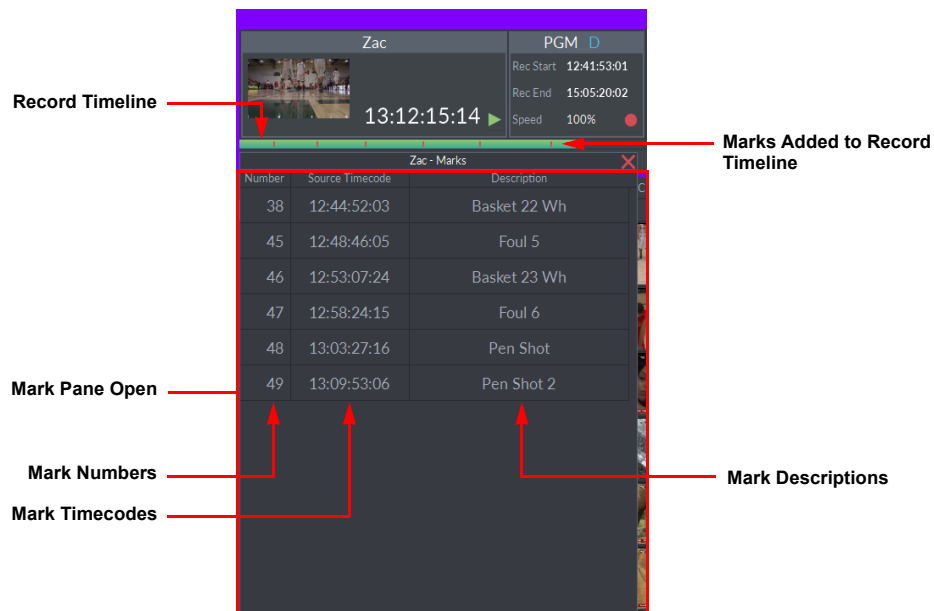 Zac
PGM D
Rec Start 12:41:53:01
Rec End 15:05:20:02
13:12:15:14
Speed 100%
Record Timeline
Marks Added to Record
Timeline
Zac - Marks
Number Source Timecode Description
C
38 12:44:52:03 Basket 22 Wh
45 12:48:46:05 Foul 5
46 12:53:07:24 Basket 23 Wh
47 12:58:24:15 Foul 6
48 13:03:27:16 Pen Shot
49 13:09:53:06 Pen Shot 2
Mark Pane Open
Mark Numbers
Mark Descriptions
Mark Timecodes